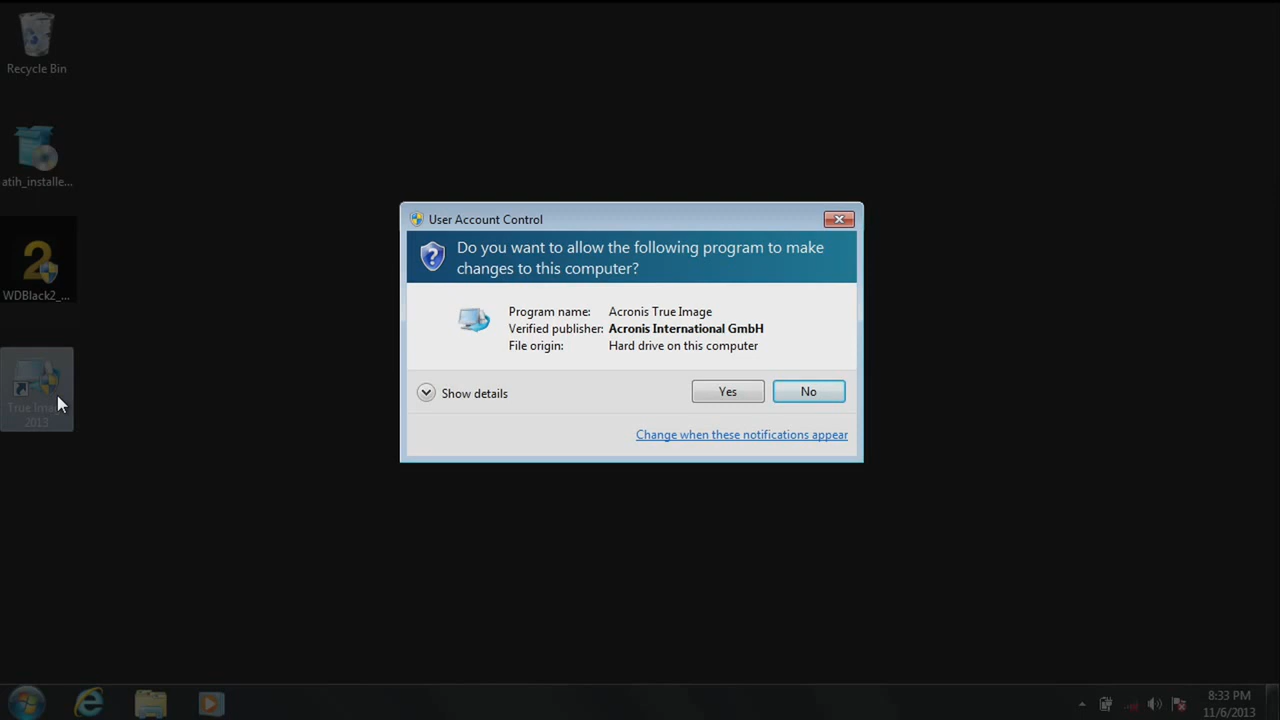 Recycle Bin
atih_installe...
2
WDBlack2_...
True Image
2013
User Account Control
Do you want to allow the following program to make
changes to this computer?
Program name: Acronis True Image
Verified publisher: Acronis International GmbH
File origin: Hard drive on this computer
Show details
Yes
No
Change when these notifications appear
8:33 PM
11/6/2013